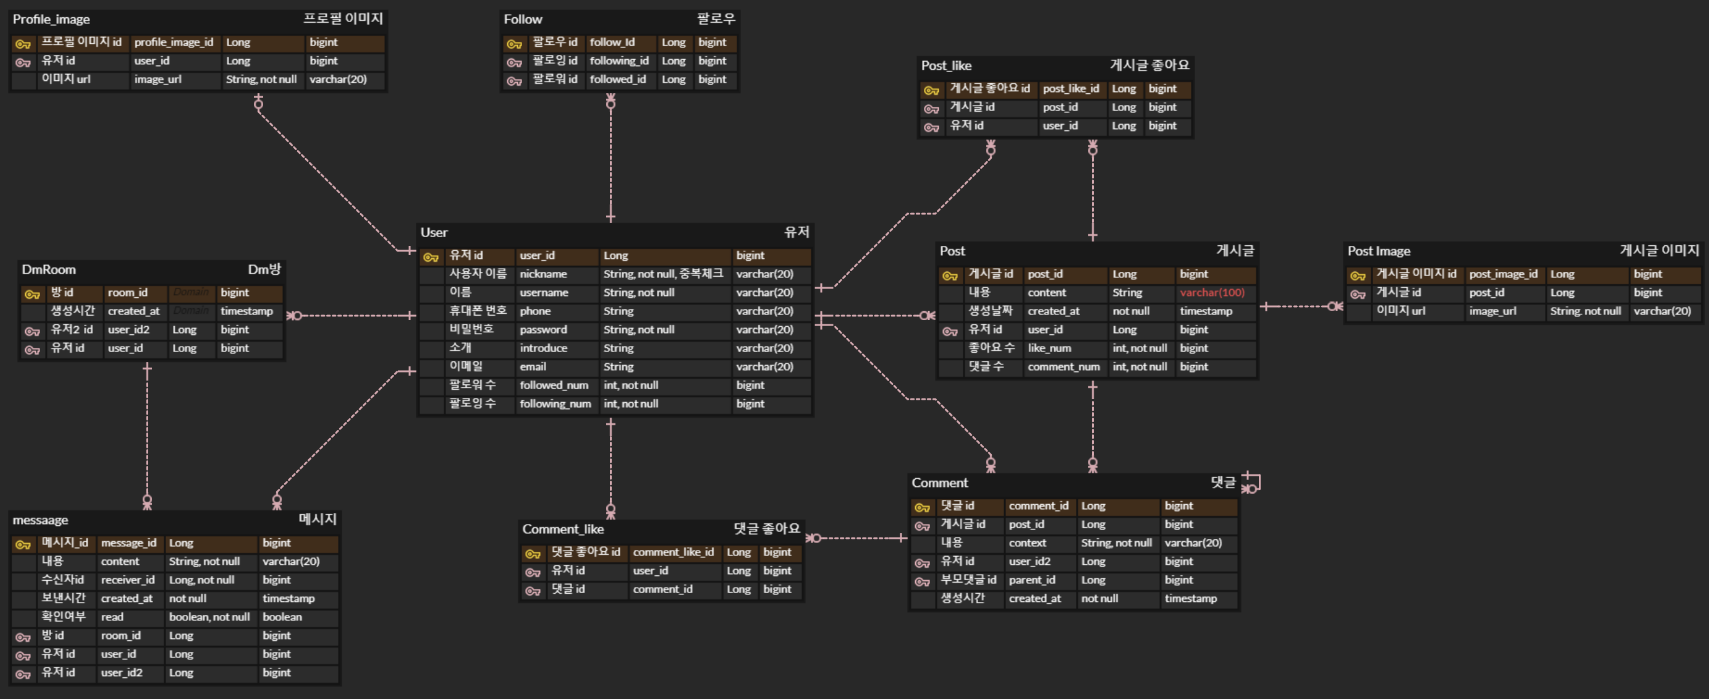 Profile_image 프로필 이미지
프로필 이미지 id profile_image_id Long bigint
유저 id user_id Long bigint
이미지 url image_url String, not null varchar(20)
Follow 팔로우
팔로우 id follow_Id Long bigint
팔로잉 id following_id Long bigint
팔로워 id followed_id Long bigint
Post_like 게시글 좋아요
게시글 좋아요 id post_like_id Long bigint
게시글 id post_id Long bigint
유저 id user_id Long bigint
User 유저
유저 id user_id Long bigint
사용자 이름 nickname String, not null, 중복체크 varchar(20)
이름 username String, not null varchar(20)
휴대폰 번호 phone String varchar(20)
비밀번호 password String, not null varchar(20)
소개 introduce String varchar(20)
이메일 email String varchar(20)
팔로워 수 followed_num int, not null bigint
팔로잉 수 following_num int, not null bigint
Post 게시글
게시글 id post_id Long bigint
내용 content String varchar(100)
생성날짜 created_at not null timestamp
유저 id user_id Long bigint
좋아요 수 like_num int, not null bigint
댓글 수 comment_num int, not null bigint
Post Image 게시글 이미지
게시글 이미지 id post_image_id Long bigint
게시글 id post_id Long bigint
이미지 url image_url String, not null varchar(20)
DmRoom Dm방
방 id room_id Domain bigint
생성시간 created_at Domain timestamp
유저2 id user_id2 Long bigint
유저 id user_id Long bigint
messaage 메시지
메시지_id message_id Long bigint
내용 content String, not null varchar(20)
수신자id receiver_id Long, not null bigint
보낸시간 created_at not null timestamp
확인여부 read boolean, not null boolean
방 id room_id Long bigint
유저 id user_id Long bigint
유저 id user_id2 Long bigint
Comment_like 댓글 좋아요
댓글 좋아요 id comment_like_id Long bigint
유저 id user_id Long bigint
댓글 id comment_id Long bigint
Comment 댓글
댓글 id comment_id Long bigint
게시글 id post_id Long bigint
내용 context String, not null varchar(20)
유저 id user_id2 Long bigint
부모댓글 id parent_id Long bigint
생성시간 created_at not null timestamp